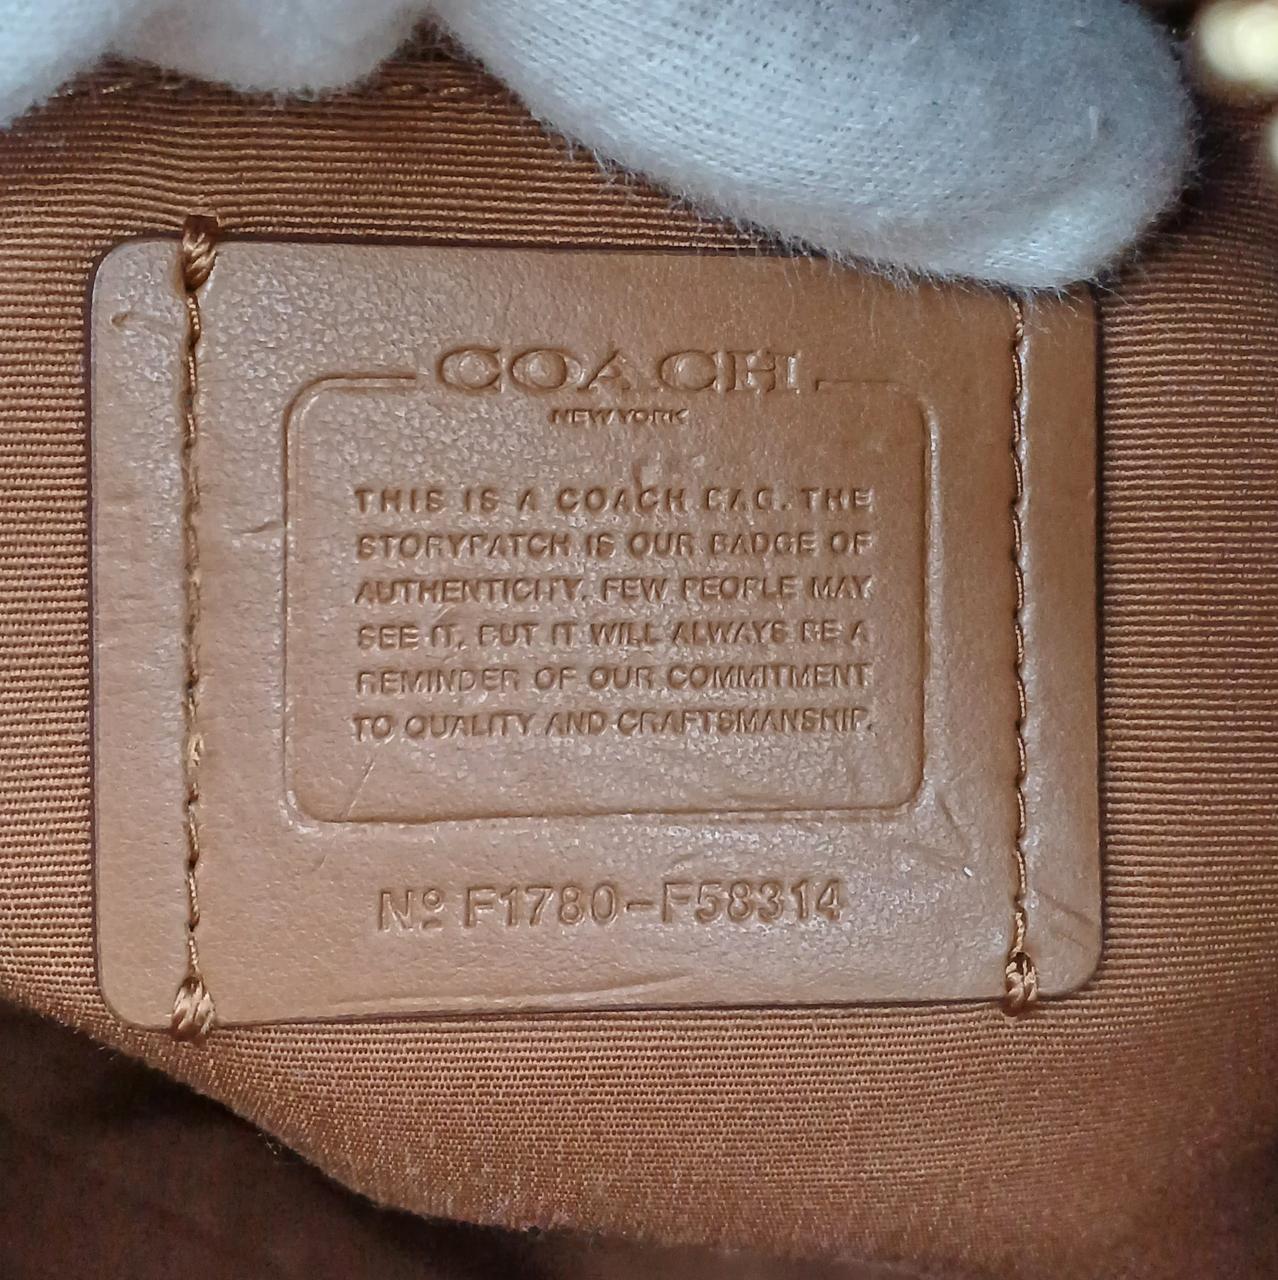 COACH
NEW YORK
THIS IS A COACH BAG. THE
STORYPATCH IS OUR BADGE OF
AUTHENTICITY. FEW PEOPLE MAY
SEE IT, BUT IT WILL ALWAYS BE A
REMINDER OF OUR COMMITMENT
TO QUALITY AND CRAFTSMANSHIP.
Nº F1780-F58314